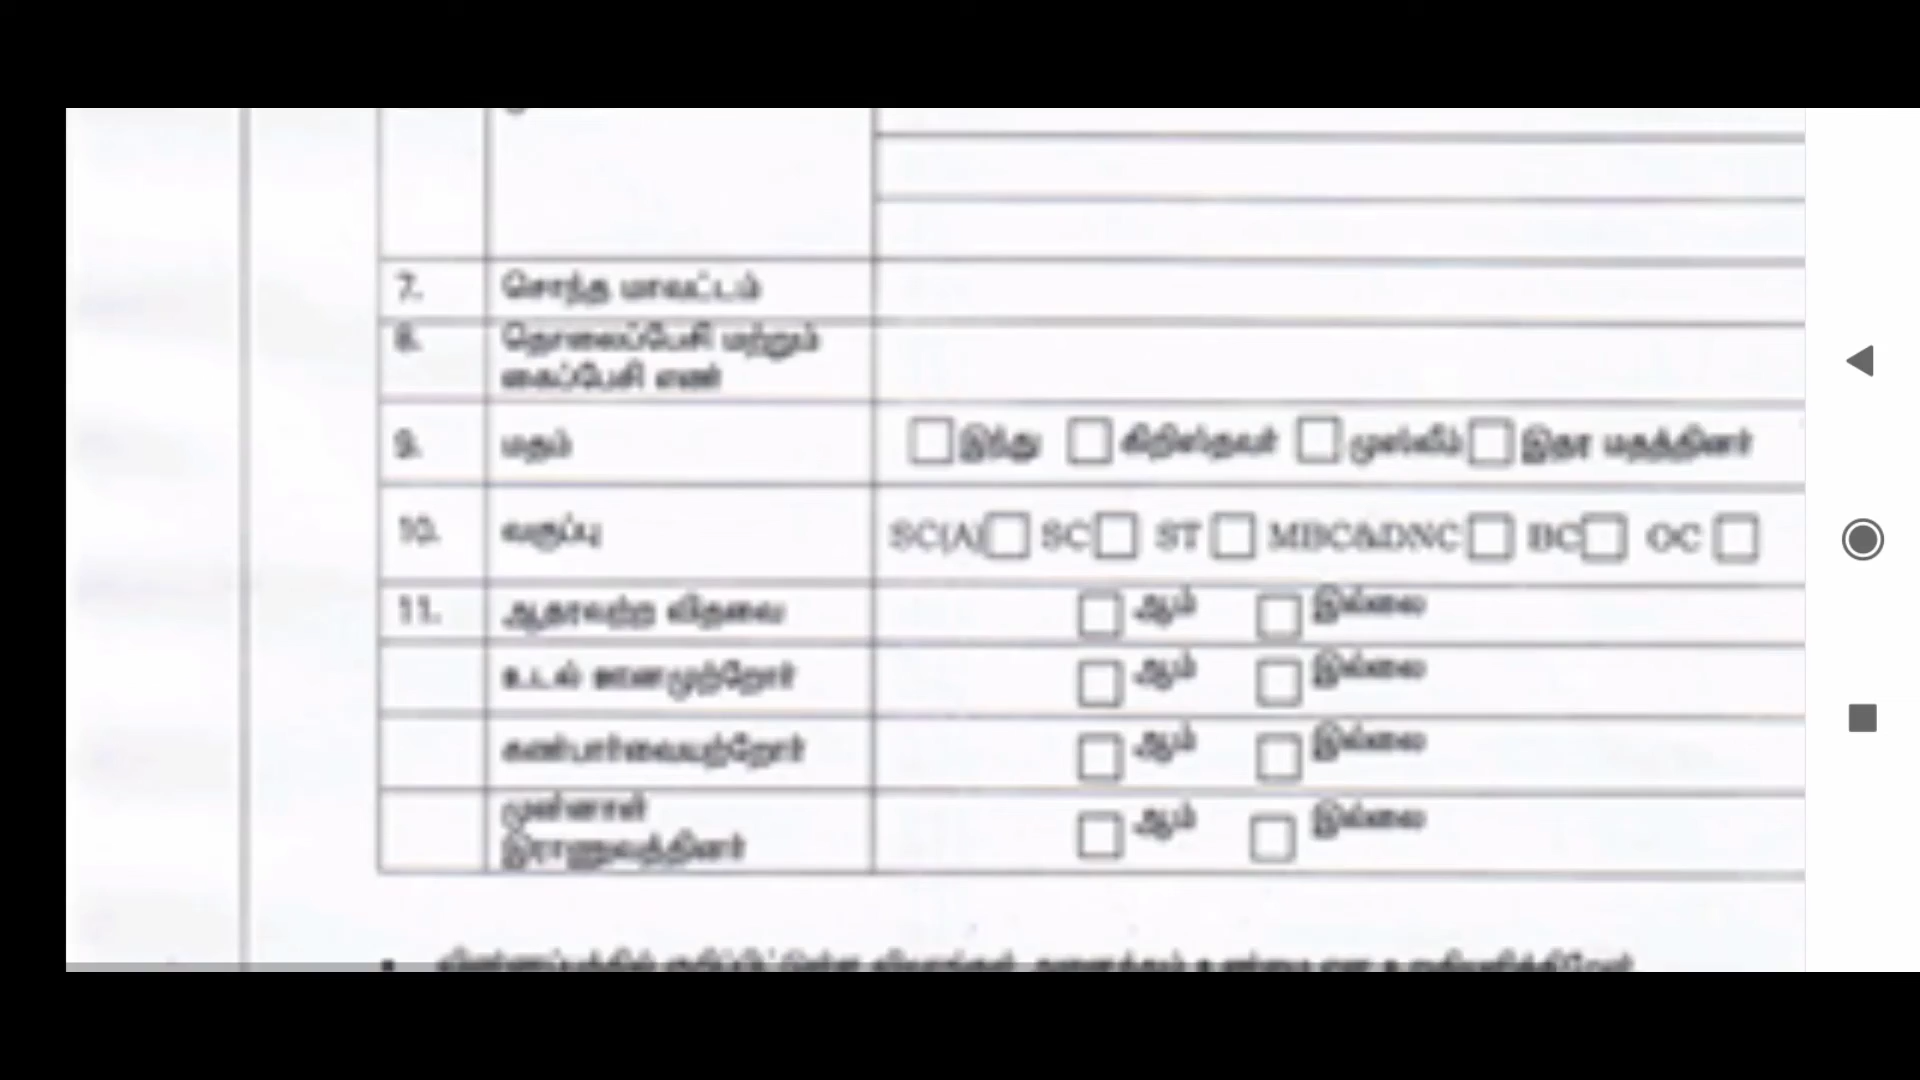 7. சொந்த மாவட்டம்
8. தொலைப்பேசி மற்றும்
கைப்பேசி எண்
9. மதம் இந்து கிறிஸ்தவர் முஸ்லீம் இதர மதத்தினர்
10. வகுப்பு SC(A) SC ST MBC&DNC BC OC
11. ஆதரவற்ற விதவை ஆம் இல்லை
உடல் ஊனமுற்றோர் ஆம் இல்லை
கண்பார்வையற்றோர் ஆம் இல்லை
முன்னாள்
இராணுவத்தினர் ஆம் இல்லை